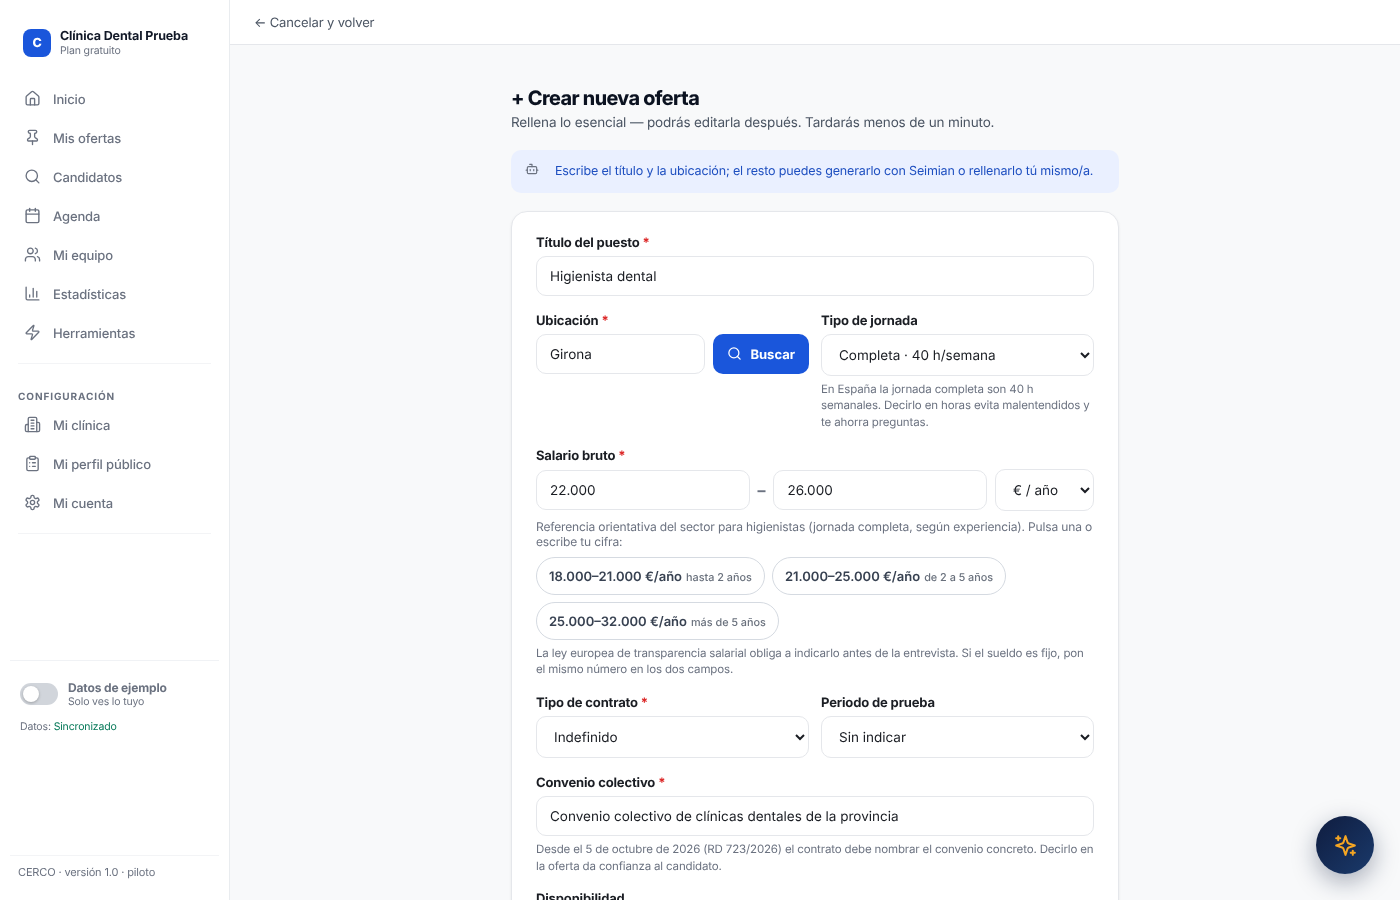 C
Clínica Dental Prueba
Plan gratuito
Inicio
Mis ofertas
Candidatos
Agenda
Mi equipo
Estadísticas
Herramientas
CONFIGURACIÓN
Mi clínica
Mi perfil público
Mi cuenta
Datos de ejemplo
Solo ves lo tuyo
Datos: Sincronizado
CERCO · versión 1.0 · piloto
← Cancelar y volver
+ Crear nueva oferta
Rellena lo esencial — podrás editarla después. Tardarás menos de un minuto.
Escribe el título y la ubicación; el resto puedes generarlo con Seimian o rellenarlo tú mismo/a.
Título del puesto *
Higienista dental
Ubicación *
Girona
Buscar
Tipo de jornada
Completa · 40 h/semana
En España la jornada completa son 40 h
semanales. Decirlo en horas evita malentendidos y
te ahorra preguntas.
Salario bruto *
22.000 – 26.000 € / año
Referencia orientativa del sector para higienistas (jornada completa, según experiencia). Pulsa una o
escribe tu cifra:
18.000–21.000 €/año hasta 2 años
21.000–25.000 €/año de 2 a 5 años
25.000–32.000 €/año más de 5 años
La ley europea de transparencia salarial obliga a indicarlo antes de la entrevista. Si el sueldo es fijo, pon
el mismo número en los dos campos.
Tipo de contrato *
Indefinido
Periodo de prueba
Sin indicar
Convenio colectivo *
Convenio colectivo de clínicas dentales de la provincia
Desde el 5 de octubre de 2026 (RD 723/2026) el contrato debe nombrar el convenio concreto. Decirlo en
la oferta da confianza al candidato.
Disponibilidad